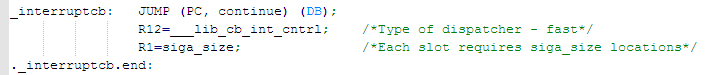 _interruptcb:   JUMP (PC, continue) (DB);
R12=___lib_cb_int_cntrl;    /*Type of dispatcher - fast*/
R1=siga_size;               /*Each slot requires siga_size locations*/
._interruptcb.end: